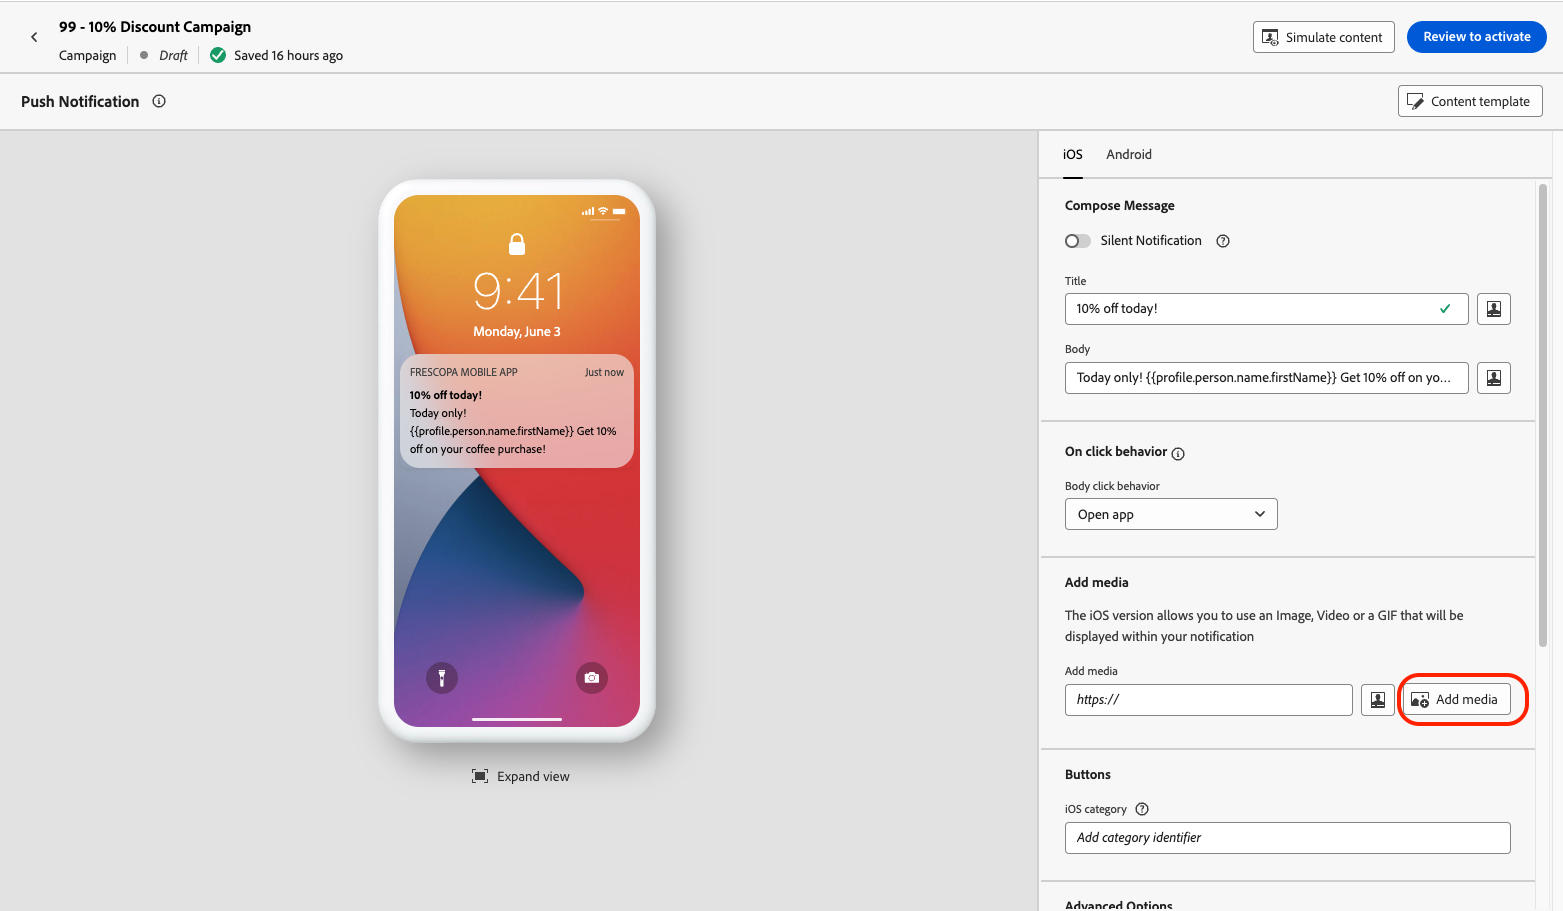 99 - 10% Discount Campaign
Campaign
Draft
Saved 16 hours ago
Simulate content
Review to activate
Push Notification
Content template
iOS
Android
Compose Message
Silent Notification
Title
10% off today!
Body
Today only! {{profile.person.name.firstName}} Get 10% off on yo...
On click behavior
Body click behavior
Open app
Add media
The iOS version allows you to use an Image, Video or a GIF that will be
displayed within your notification
Add media
https://
Add media
Buttons
iOS category
Add category identifier
Advanced Options
9:41
Monday, June 3
FRESCOPA MOBILE APP
Just now
10% off today!
Today only!
{{profile.person.name.firstName}} Get 10%
off on your coffee purchase!
Expand view